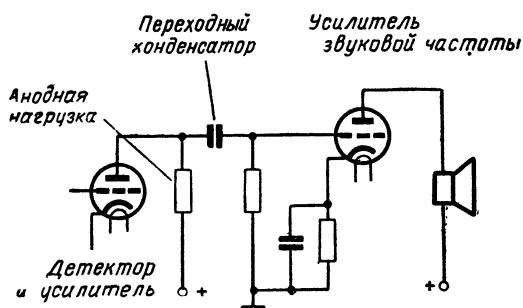 Переходный
конденсатор
Усилитель
звуковой частоты
Анодная
нагрузка
Детектор
и усилитель
+
+